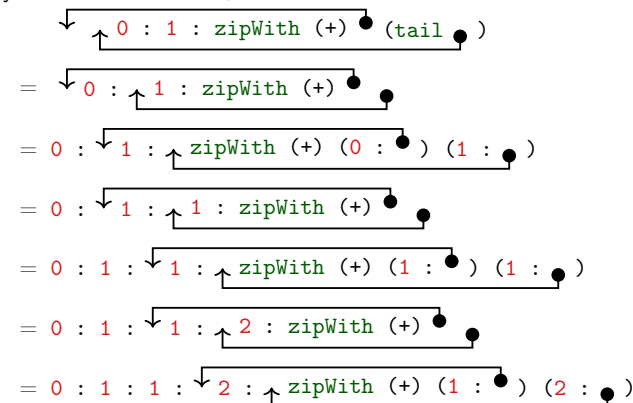 0 : 1 : zipWith (+) (tail )
= 0 : 1 : zipWith (+)
= 0 : 1 : zipWith (+) (0 : ) (1 : )
= 0 : 1 : 1 : zipWith (+)
= 0 : 1 : 1 : zipWith (+) (1 : ) (1 : )
= 0 : 1 : 1 : 2 : zipWith (+)
= 0 : 1 : 1 : 2 : zipWith (+) (1 : ) (2 : )